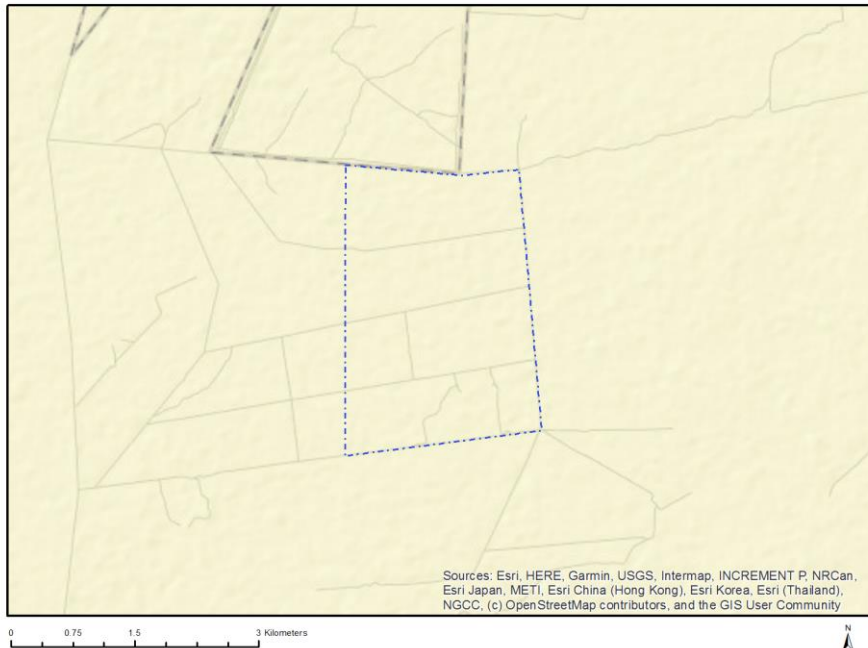 Sources: Esri, HERE, Garmin, USGS, Intermap, INCREMENT P, NRCan,
Esri Japan, METI, Esri China (Hong Kong), Esri Korea, Esri (Thailand),
NGCC, (c) OpenStreetMap contributors, and the GIS User Community
0 0.75 1.5 3 Kilometers
N